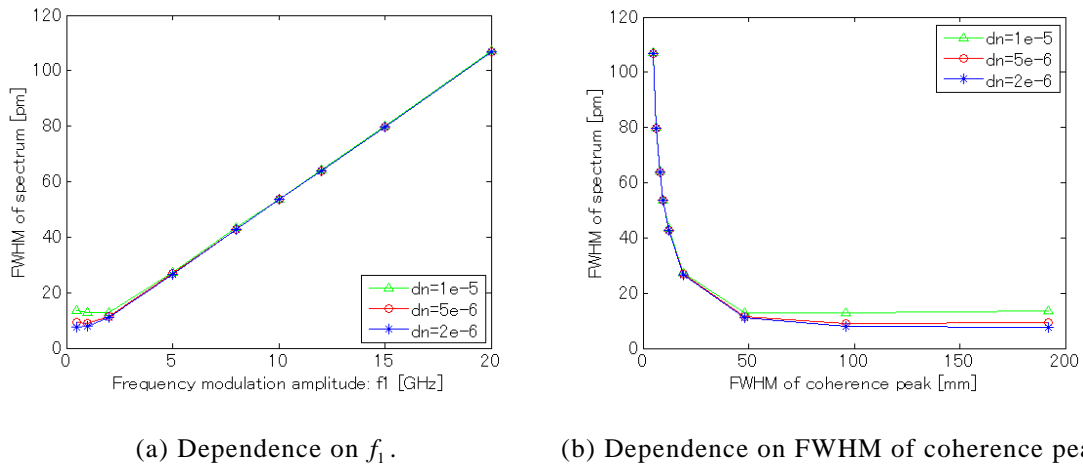 120
100
80
60
40
20
0
FWHM of spectrum [pm]
0
5
10
15
20
Frequency modulation amplitude: f1 [GHz]
dn=1e-5
dn=5e-6
dn=2e-6
(a) Dependence on f₁.
120
100
80
60
40
20
0
FWHM of spectrum [pm]
0
50
100
150
200
FWHM of coherence peak [mm]
dn=1e-5
dn=5e-6
dn=2e-6
(b) Dependence on FWHM of coherence pea